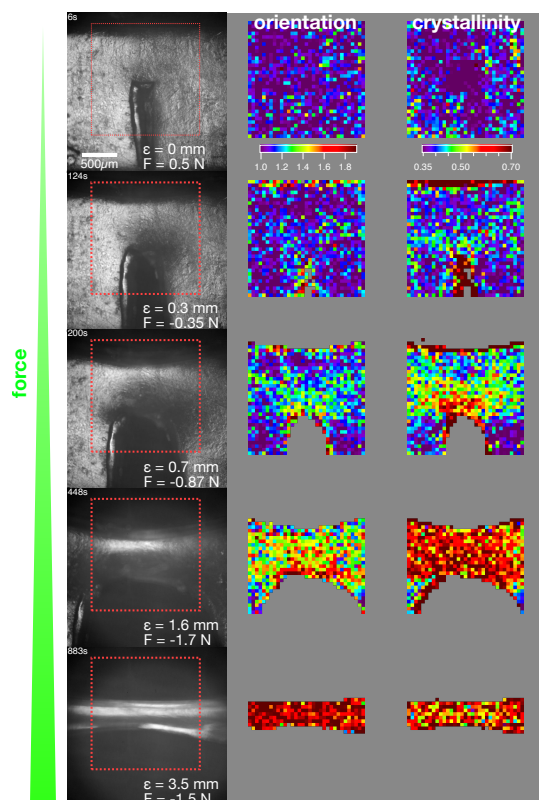 6s
orientation
crystallinity
500µm
ε = 0 mm
F = 0.5 N
1.0 1.2 1.4 1.6 1.8
0.35 0.50 0.70
124s
ε = 0.3 mm
F = -0.35 N
force
200s
ε = 0.7 mm
F = -0.87 N
448s
ε = 1.6 mm
F = -1.7 N
883s
ε = 3.5 mm
F = -1.5 N